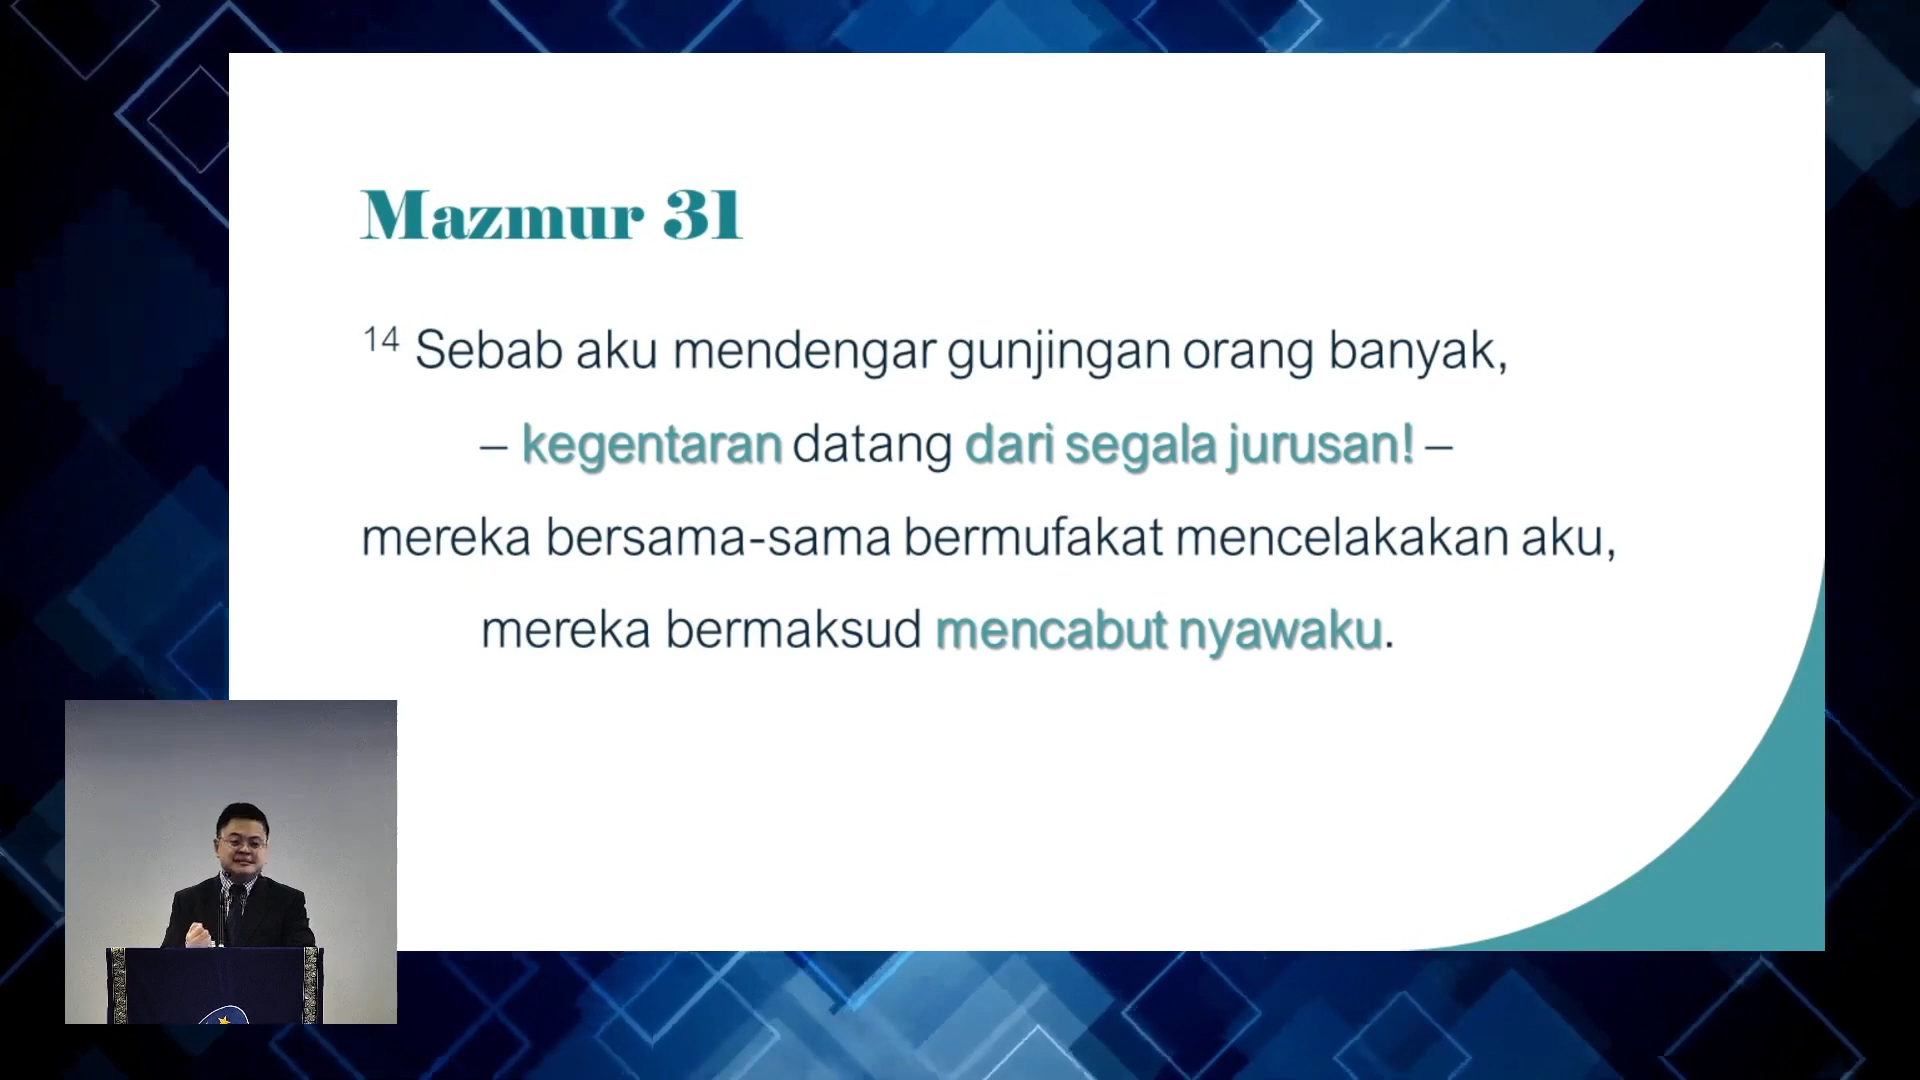 Mazmur 31
14 Sebab aku mendengar gunjingan orang banyak,
– kegentaran datang dari segala jurusan! –
mereka bersama-sama bermufakat mencelakakan aku,
mereka bermaksud mencabut nyawaku.